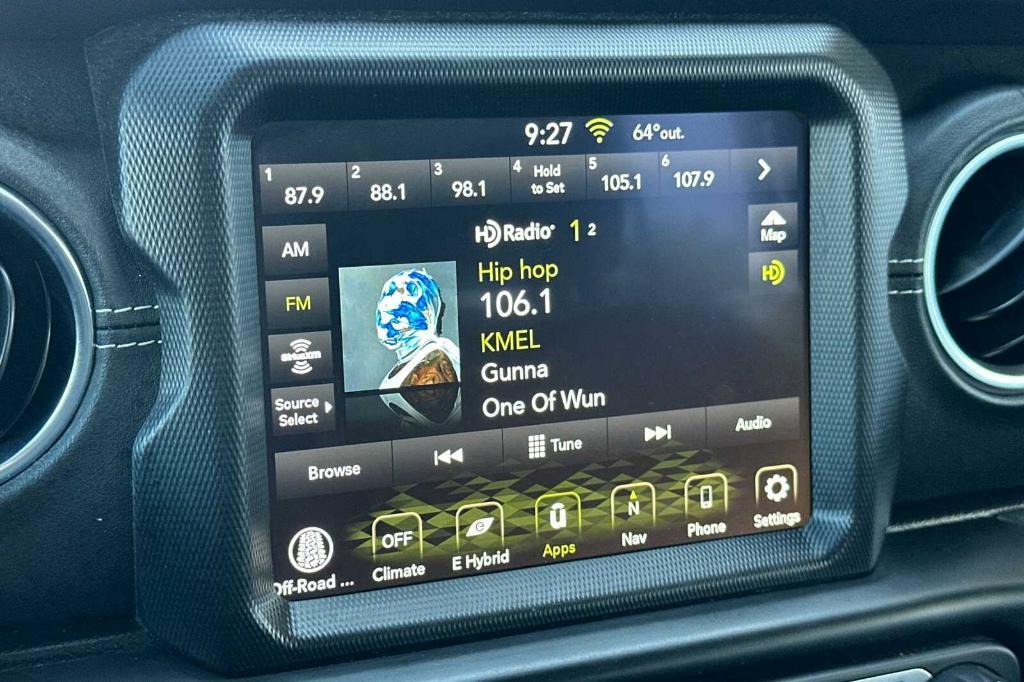 9:27 64°out.
1 87.9 2 88.1 3 98.1 4 Hold to Set 5 105.1 6 107.9
AM
FM
SiriusXM
Source
Select
HD Radio 1 2
Hip hop
106.1
KMEL
Gunna
One Of Wun
Map
HD
Browse Tune Audio
OFF N
Off-Road ... Climate E Hybrid Apps Nav Phone Settings